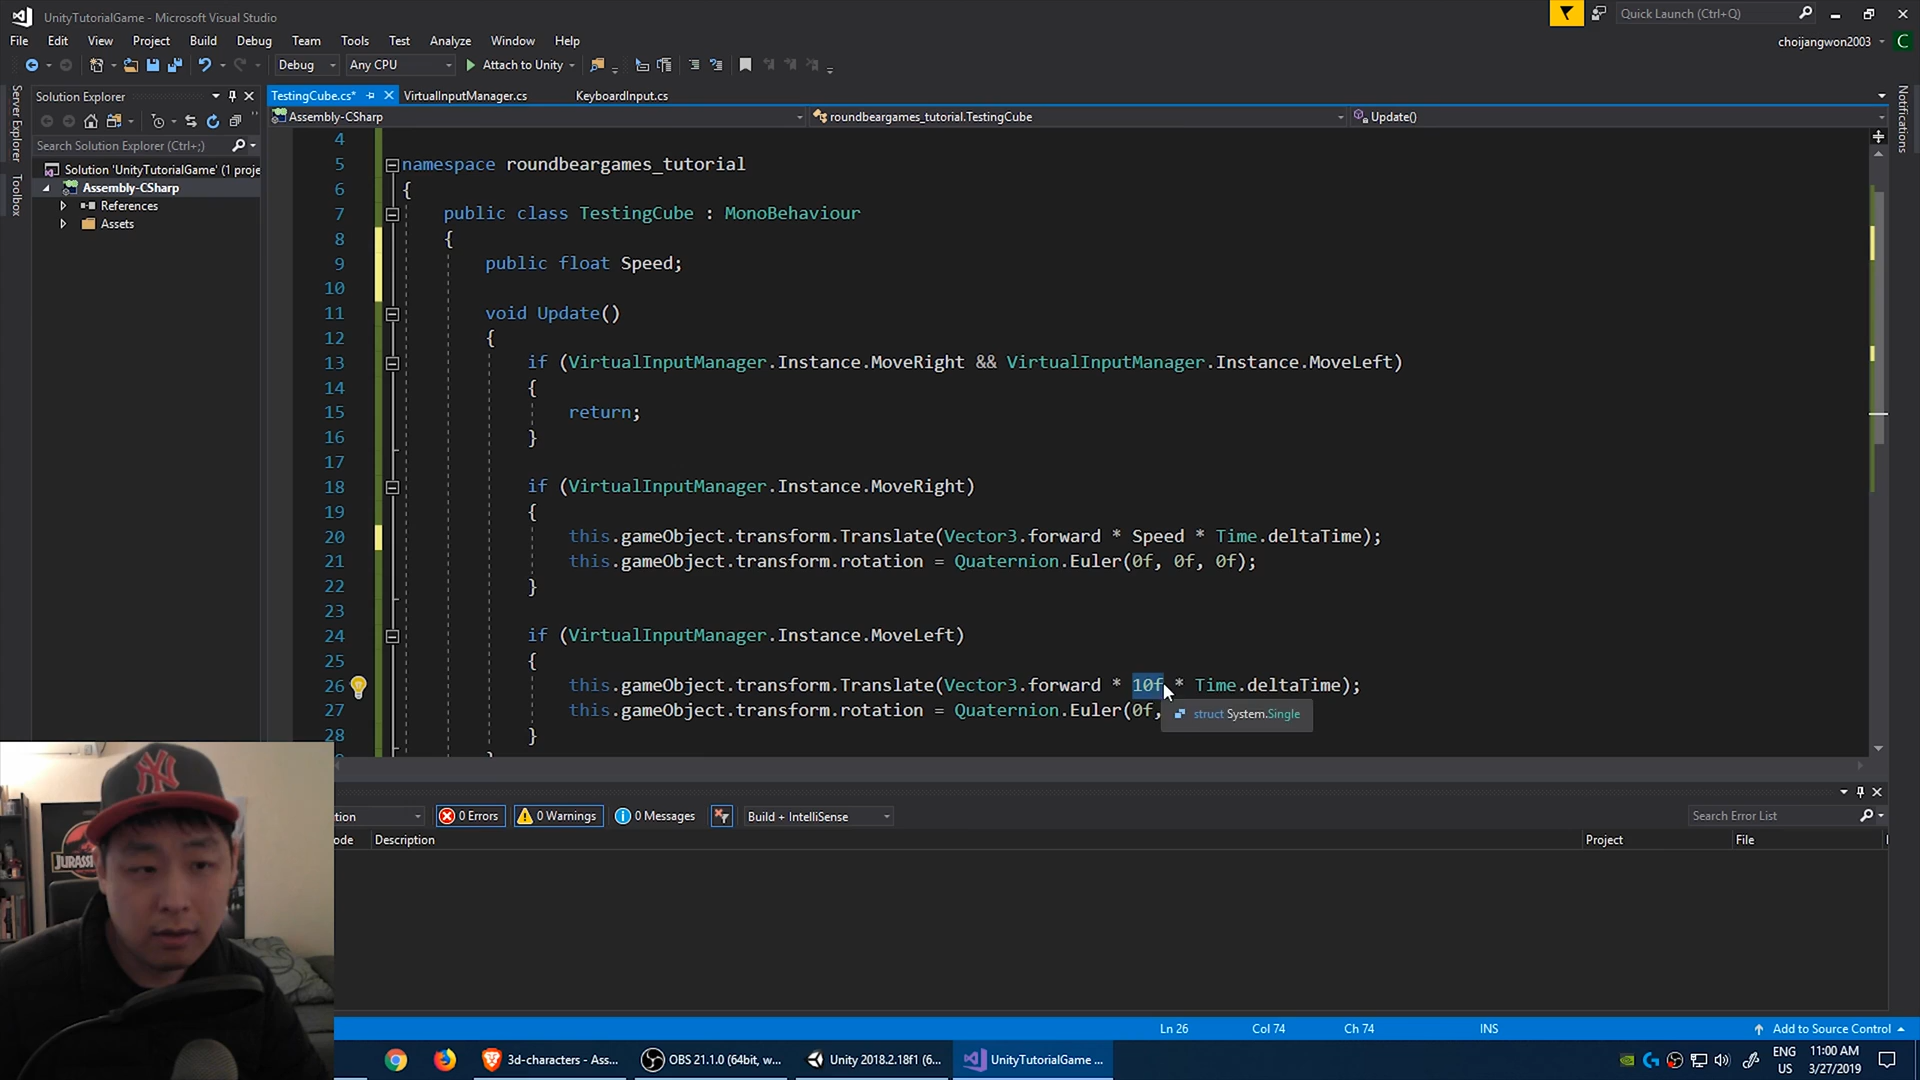 UnityTutorialGame - Microsoft Visual Studio
Quick Launch (Ctrl+Q)
File Edit View Project Build Debug Team Tools Test Analyze Window Help
choijangwon2003
C
Debug Any CPU Attach to Unity
Server Explorer
Toolbox
Notifications
Solution Explorer
TestingCube.cs* VirtualInputManager.cs KeyboardInput.cs
Assembly-CSharp roundbeargames_tutorial.TestingCube Update()
Search Solution Explorer (Ctrl+;)
Solution 'UnityTutorialGame' (1 proje
Assembly-CSharp
References
Assets
4
5 namespace roundbeargames_tutorial
6 {
7 public class TestingCube : MonoBehaviour
8 {
9 public float Speed;
10
11 void Update()
12 {
13 if (VirtualInputManager.Instance.MoveRight && VirtualInputManager.Instance.MoveLeft)
14 {
15 return;
16 }
17
18 if (VirtualInputManager.Instance.MoveRight)
19 {
20 this.gameObject.transform.Translate(Vector3.forward * Speed * Time.deltaTime);
21 this.gameObject.transform.rotation = Quaternion.Euler(0f, 0f, 0f);
22 }
23
24 if (VirtualInputManager.Instance.MoveLeft)
25 {
26 this.gameObject.transform.Translate(Vector3.forward * 10f * Time.deltaTime);
27 this.gameObject.transform.rotation = Quaternion.Euler(0f,
struct System.Single
28 }
tion 0 Errors 0 Warnings 0 Messages Build + IntelliSense Search Error List
ode Description Project File
JURASSI
Ln 26 Col 74 Ch 74 INS Add to Source Control
3d-characters - Ass... OBS 21.1.0 (64bit, w... Unity 2018.2.18f1 (6... UnityTutorialGame ...
ENG
US
11:00 AM
3/27/2019